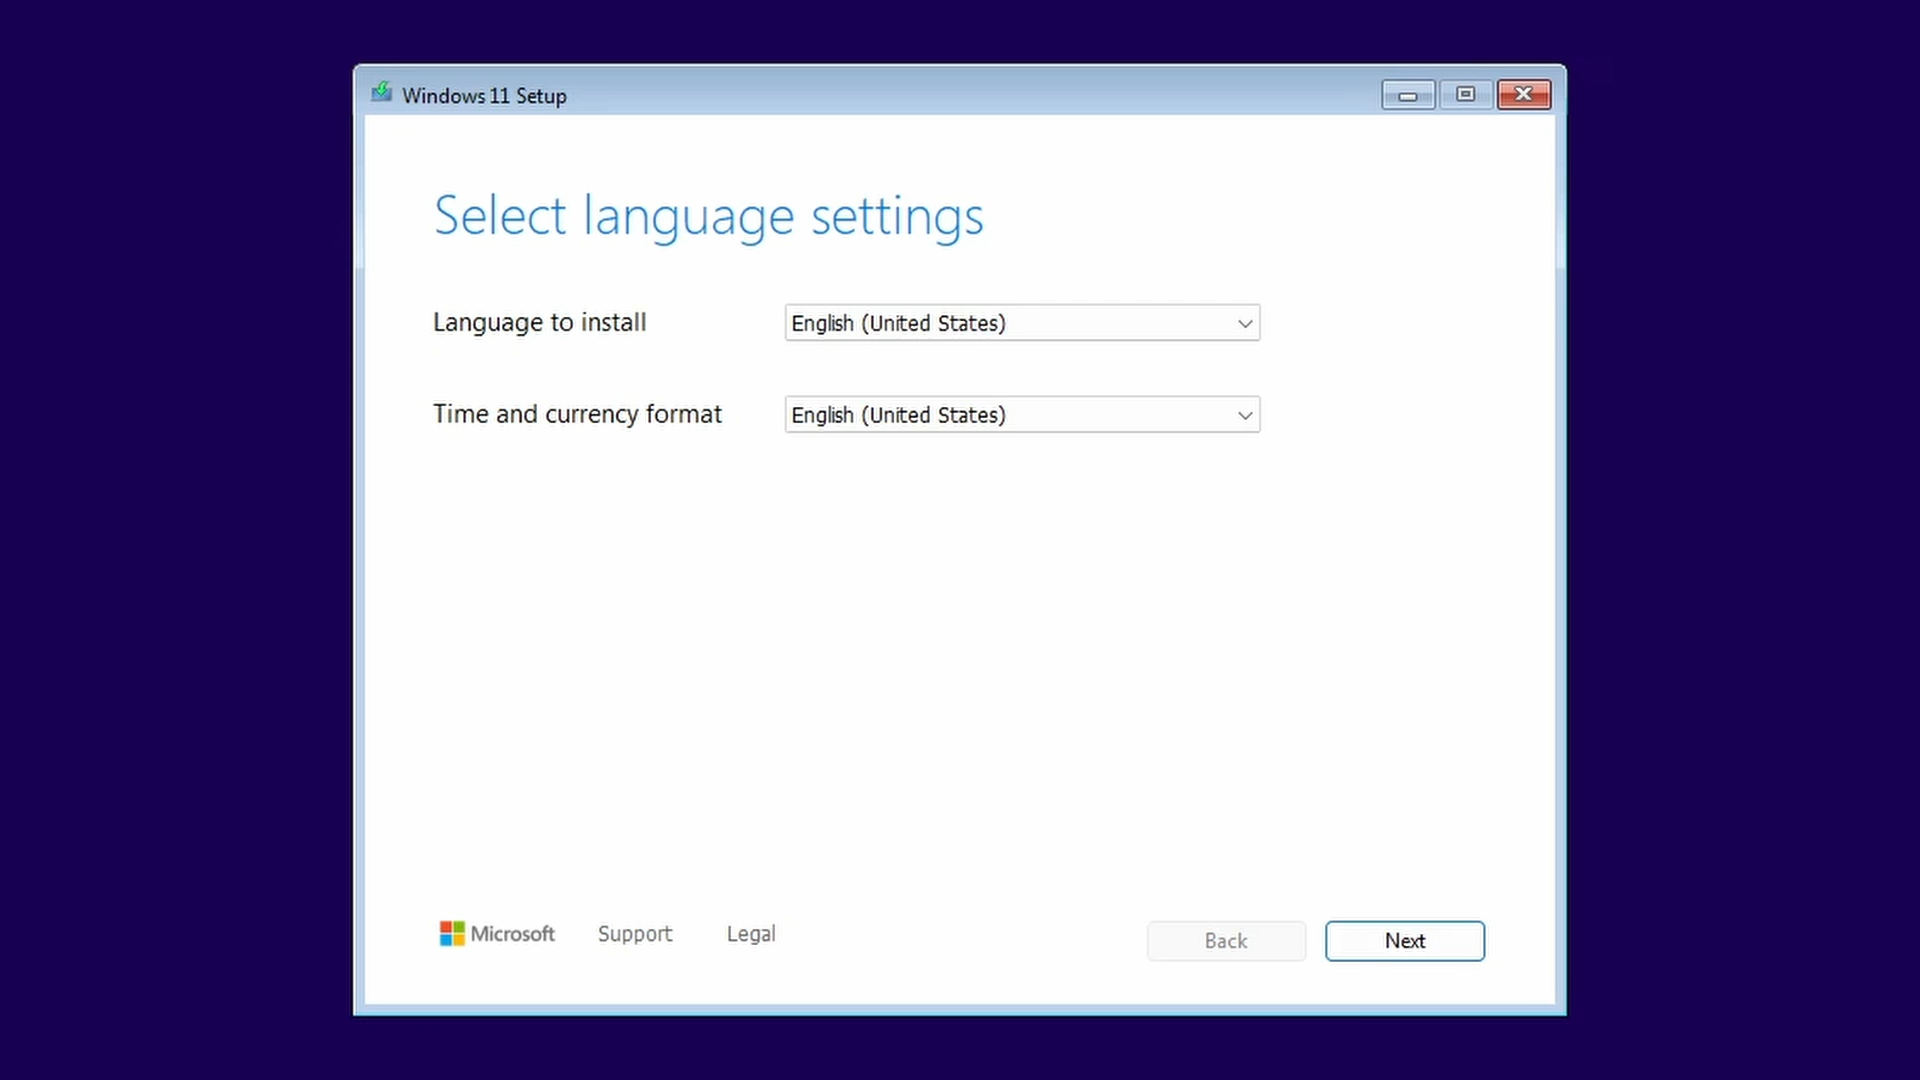 Windows 11 Setup
Select language settings
Language to install
English (United States)
Time and currency format
English (United States)
Microsoft
Support
Legal
Back
Next